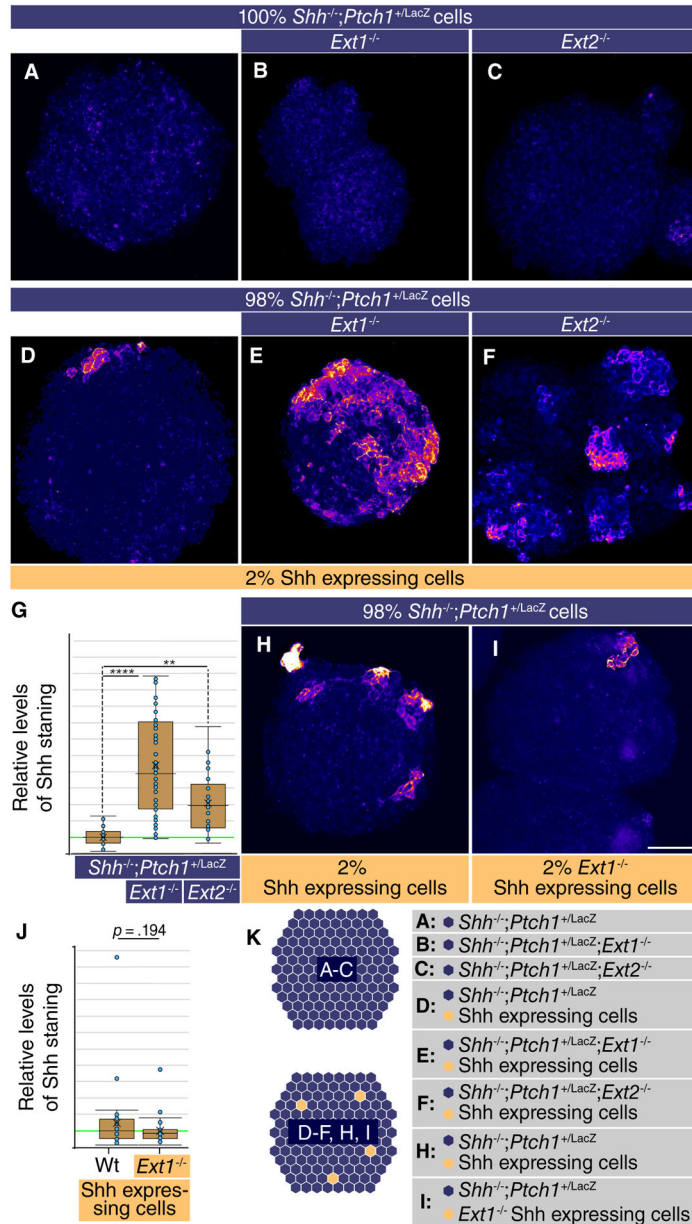 100% Shh-/-;Ptch1+/LacZ cells
Ext1-/-
Ext2-/-
A
B
C
98% Shh-/-;Ptch1+/LacZ cells
Ext1-/-
Ext2-/-
D
E
F
2% Shh expressing cells
G
98% Shh-/-;Ptch1+/LacZ cells
Relative levels
of Shh staning
****
**
Shh-/-;Ptch1+/LacZ
Ext1-/-
Ext2-/-
H
I
2%
Shh expressing cells
2% Ext1-/-
Shh expressing cells
J
p = .194
Relative levels
of Shh staning
Wt
Ext1-/-
Shh expres-
sing cells
K
A-C
D-F, H, I
A: Shh-/-;Ptch1+/LacZ
B: Shh-/-;Ptch1+/LacZ;Ext1-/-
C: Shh-/-;Ptch1+/LacZ;Ext2-/-
D: Shh-/-;Ptch1+/LacZ
Shh expressing cells
E: Shh-/-;Ptch1+/LacZ;Ext1-/-
Shh expressing cells
F: Shh-/-;Ptch1+/LacZ;Ext2-/-
Shh expressing cells
H: Shh-/-;Ptch1+/LacZ
Shh expressing cells
I: Shh-/-;Ptch1+/LacZ
Ext1-/- Shh expressing cells